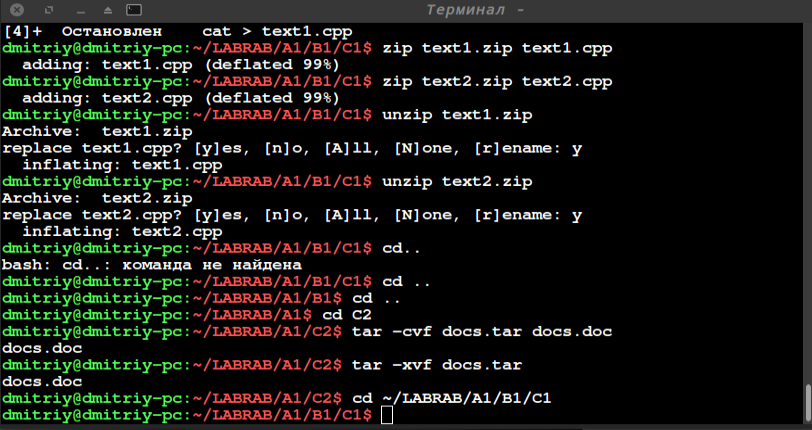 Терминал -
[4]+  Остановлен    cat > text1.cpp
dmitriy@dmitriy-pc:~/LABRAB/A1/B1/C1$ zip text1.zip text1.cpp
  adding: text1.cpp (deflated 99%)
dmitriy@dmitriy-pc:~/LABRAB/A1/B1/C1$ zip text2.zip text2.cpp
  adding: text2.cpp (deflated 99%)
dmitriy@dmitriy-pc:~/LABRAB/A1/B1/C1$ unzip text1.zip
Archive:  text1.zip
replace text1.cpp? [y]es, [n]o, [A]ll, [N]one, [r]ename: y
  inflating: text1.cpp
dmitriy@dmitriy-pc:~/LABRAB/A1/B1/C1$ unzip text2.zip
Archive:  text2.zip
replace text2.cpp? [y]es, [n]o, [A]ll, [N]one, [r]ename: y
  inflating: text2.cpp
dmitriy@dmitriy-pc:~/LABRAB/A1/B1/C1$ cd..
bash: cd..: команда не найдена
dmitriy@dmitriy-pc:~/LABRAB/A1/B1/C1$ cd ..
dmitriy@dmitriy-pc:~/LABRAB/A1/B1$ cd ..
dmitriy@dmitriy-pc:~/LABRAB/A1$ cd C2
dmitriy@dmitriy-pc:~/LABRAB/A1/C2$ tar -cvf docs.tar docs.doc
docs.doc
dmitriy@dmitriy-pc:~/LABRAB/A1/C2$ tar -xvf docs.tar
docs.doc
dmitriy@dmitriy-pc:~/LABRAB/A1/C2$ cd ~/LABRAB/A1/B1/C1
dmitriy@dmitriy-pc:~/LABRAB/A1/B1/C1$